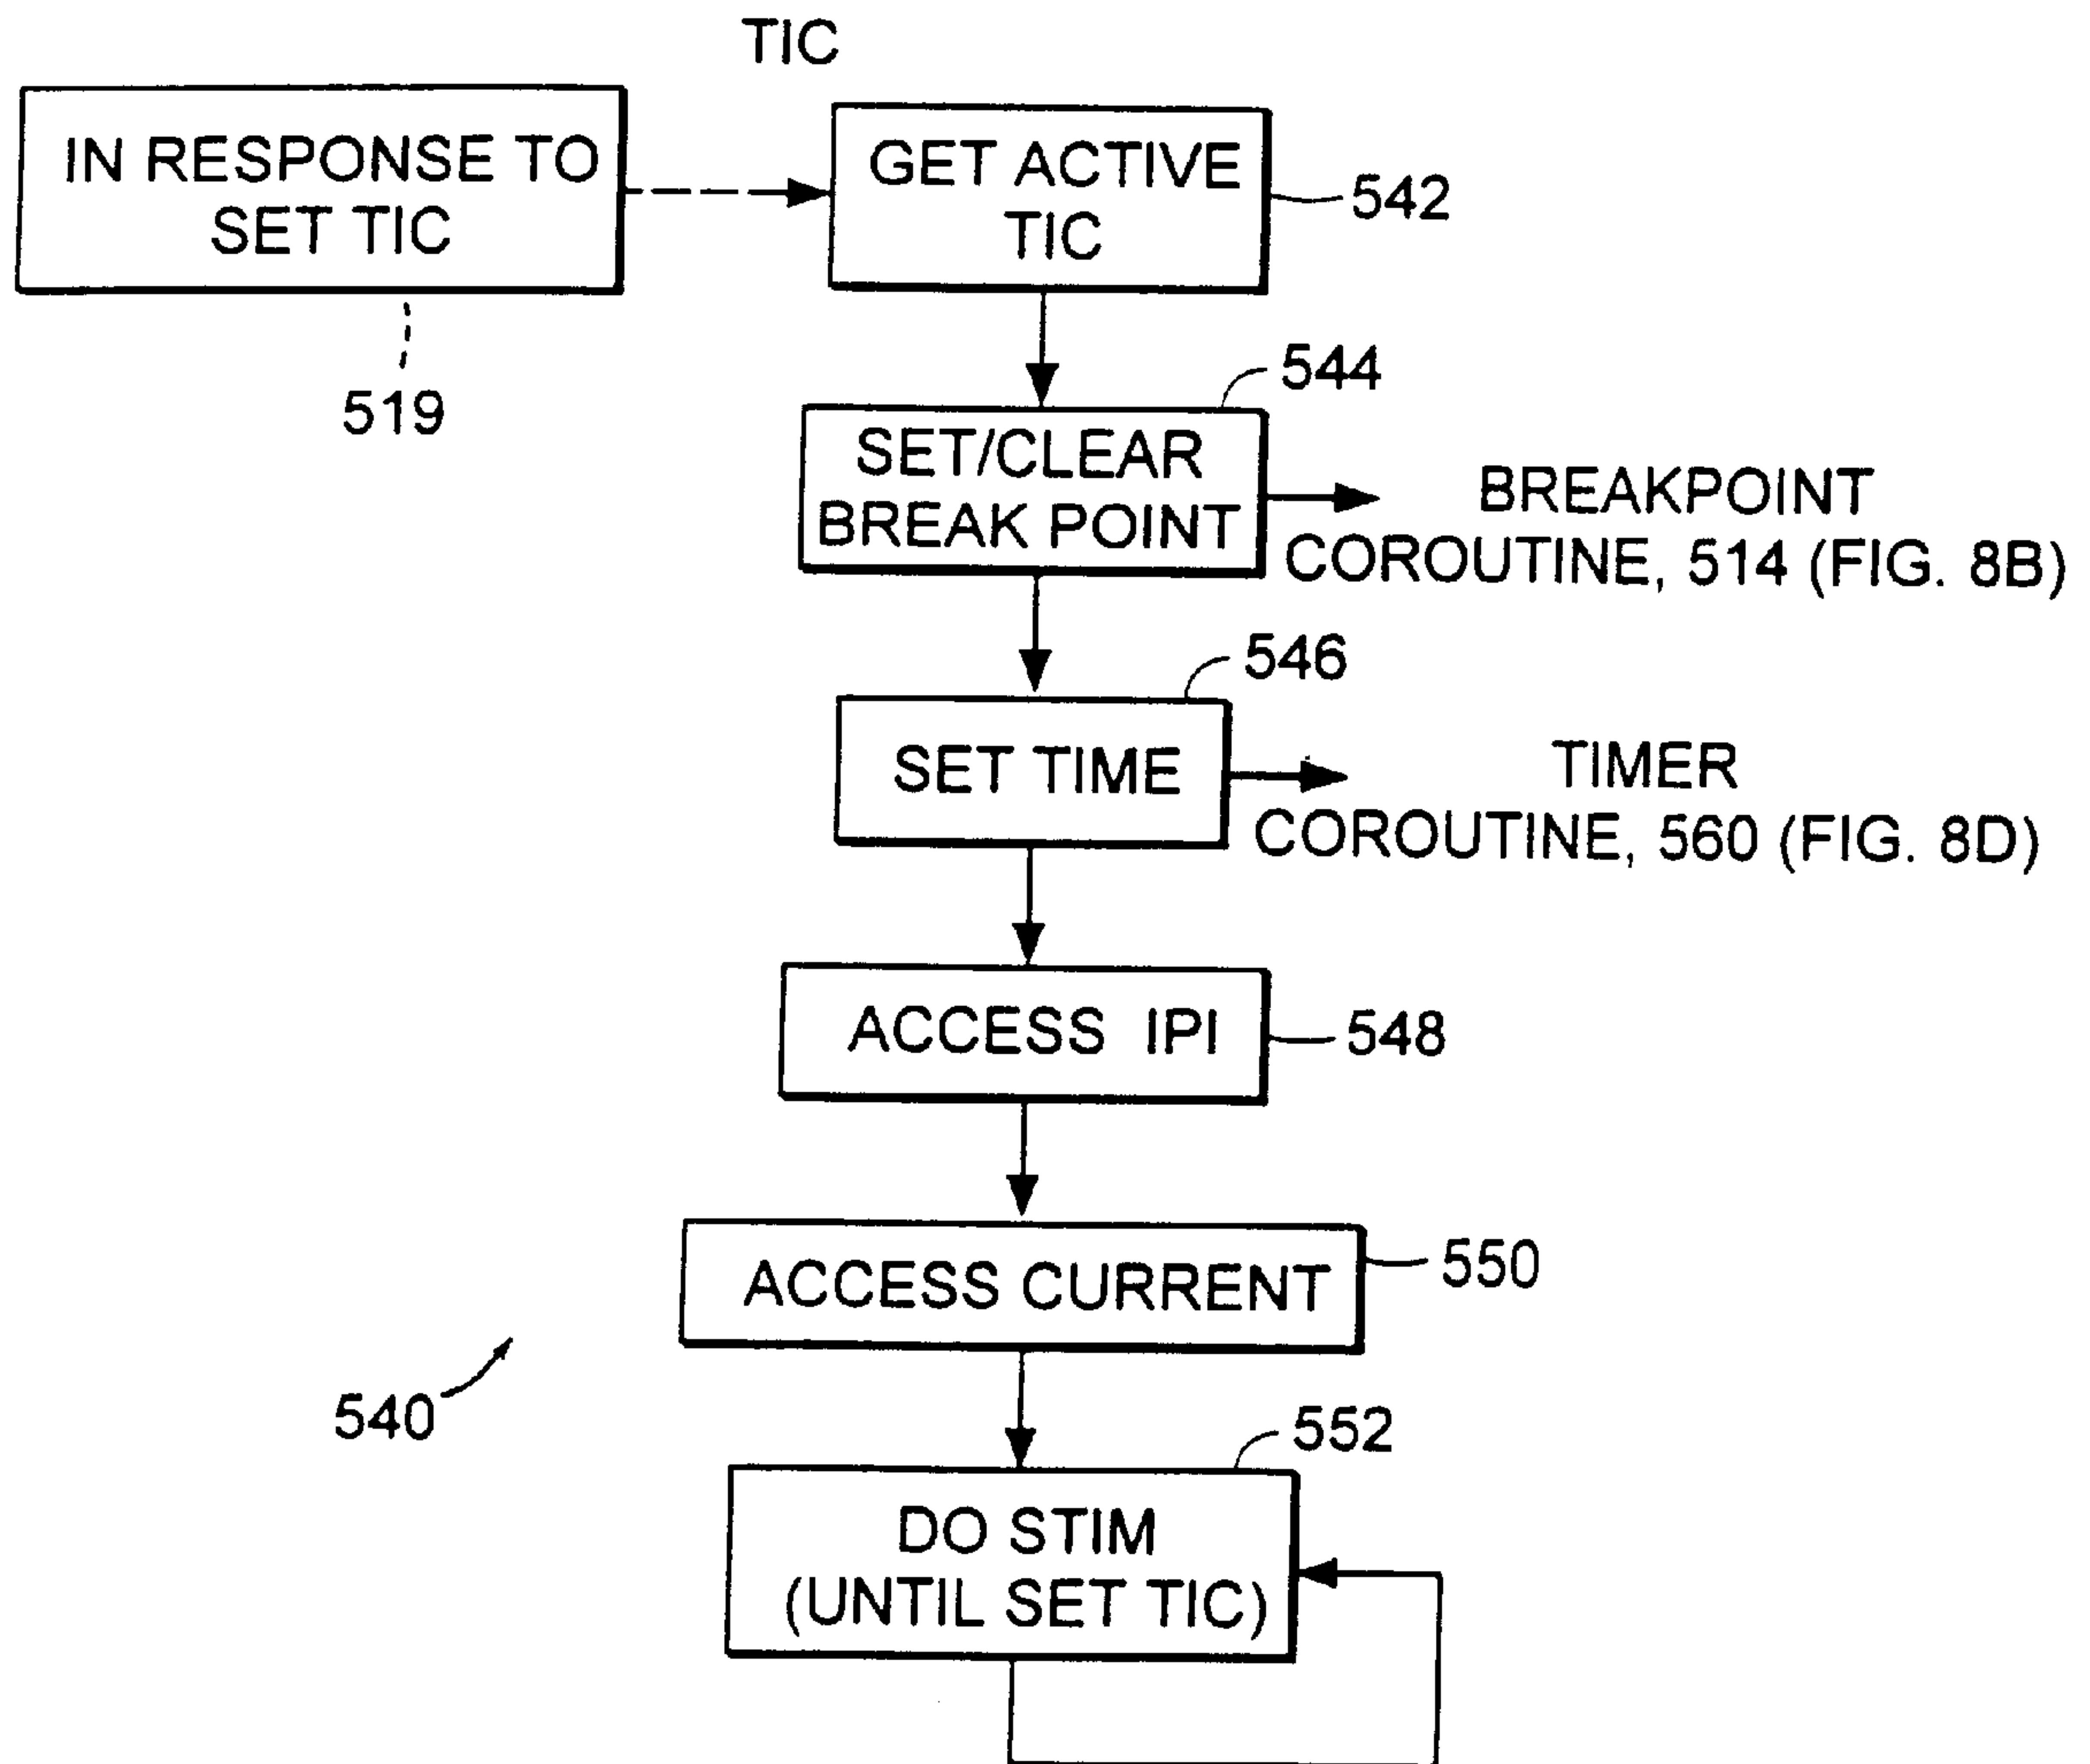 TIC
IN RESPONSE TO
SET TIC
519
GET ACTIVE
TIC
542
544
SET/CLEAR
BREAK POINT
BREAKPOINT
COROUTINE, 514 (FIG. 8B)
546
SET TIME
TIMER
COROUTINE, 560 (FIG. 8D)
ACCESS IPI
548
ACCESS CURRENT
550
540
552
DO STIM
(UNTIL SET TIC)